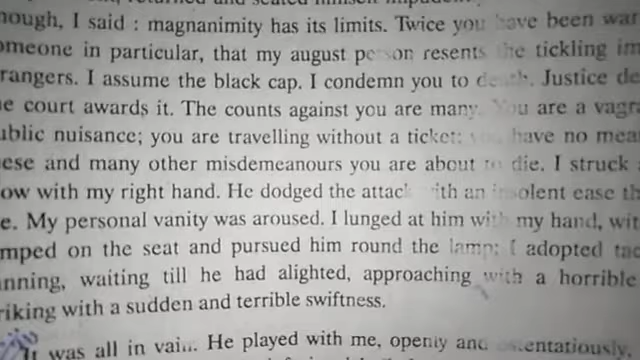 returned and seated himself
hough, I said : magnanimity has its limits. Twice you have been war
omeone in particular, that my august person resents the tickling im
rangers. I assume the black cap. I condemn you to death. Justice de
e court awards it. The counts against you are many. You are a vagra
ublic nuisance; you are travelling without a ticket; you have no mea
ese and many other misdemeanours you are about to die. I struck
ow with my right hand. He dodged the attack with an insolent ease th
e. My personal vanity was aroused. I lunged at him with my hand, wit
mped on the seat and pursued him round the lamp; I adopted tac
nning, waiting till he had alighted, approaching with a horrible
riking with a sudden and terrible swiftness.
It was all in vain. He played with me, openly and ostentatiously,